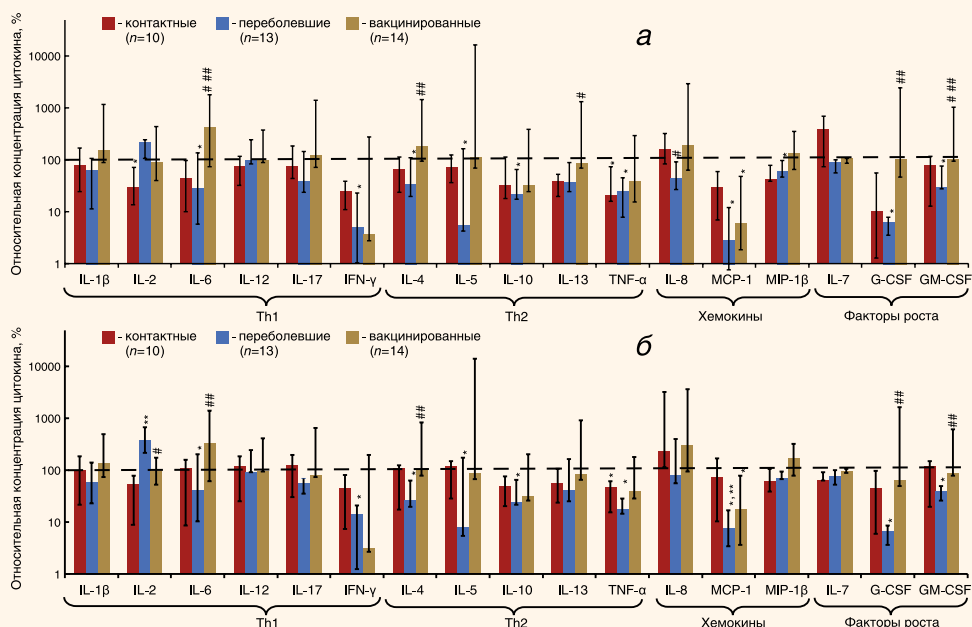 Относительная концентрация цитокина, %
- контактные - переболевшие - вакцинированные
(n=10) (n=13) (n=14)
а
10000
1000
100
10
1
# ## ## # ## # ##
* * * * * * * * # * * * * *
IL-1β IL-2 IL-6 IL-12 IL-17 IFN-γ IL-4 IL-5 IL-10 IL-13 TNF-α IL-8 MCP-1 MIP-1β IL-7 G-CSF GM-CSF
Th1 Th2 Хемокины Факторы роста
Относительная концентрация цитокина, %
- контактные - переболевшие - вакцинированные
(n=10) (n=13) (n=14)
б
10000
1000
100
10
1
** # * ## * * ## * * * * *, ** * ## * ## *
IL-1β IL-2 IL-6 IL-12 IL-17 IFN-γ IL-4 IL-5 IL-10 IL-13 TNF-α IL-8 MCP-1 MIP-1β IL-7 G-CSF GM-CSF
Th1 Th2 Хемокины Факторы роста